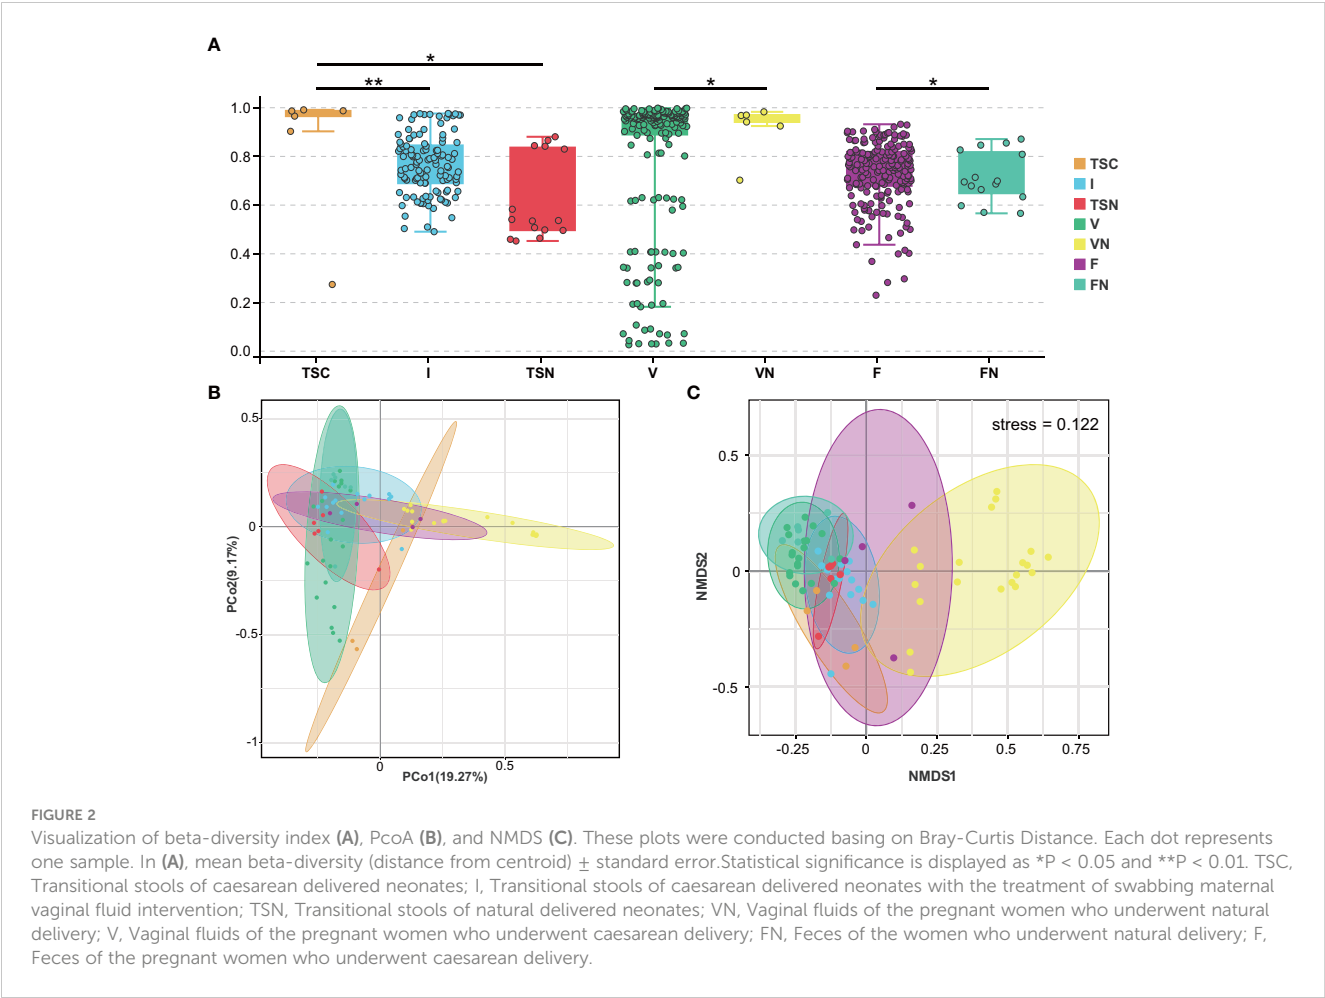 A
*
**
*
*
1.0
0.8
0.6
0.4
0.2
0.0
TSC
I
TSN
V
VN
F
FN
TSC
I
TSN
V
VN
F
FN
B
0.5
0
-0.5
-1
PCo2(9.17%)
0
0.5
PCo1(19.27%)
C
stress = 0.122
0.5
0
-0.5
NMDS2
-0.25
0
0.25
0.5
0.75
NMDS1
FIGURE 2
Visualization of beta-diversity index (A), PcoA (B), and NMDS (C). These plots were conducted basing on Bray-Curtis Distance. Each dot represents
one sample. In (A), mean beta-diversity (distance from centroid) ± standard error.Statistical significance is displayed as *P < 0.05 and **P < 0.01. TSC,
Transitional stools of caesarean delivered neonates; I, Transitional stools of caesarean delivered neonates with the treatment of swabbing maternal
vaginal fluid intervention; TSN, Transitional stools of natural delivered neonates; VN, Vaginal fluids of the pregnant women who underwent natural
delivery; V, Vaginal fluids of the pregnant women who underwent caesarean delivery; FN, Feces of the women who underwent natural delivery; F,
Feces of the pregnant women who underwent caesarean delivery.